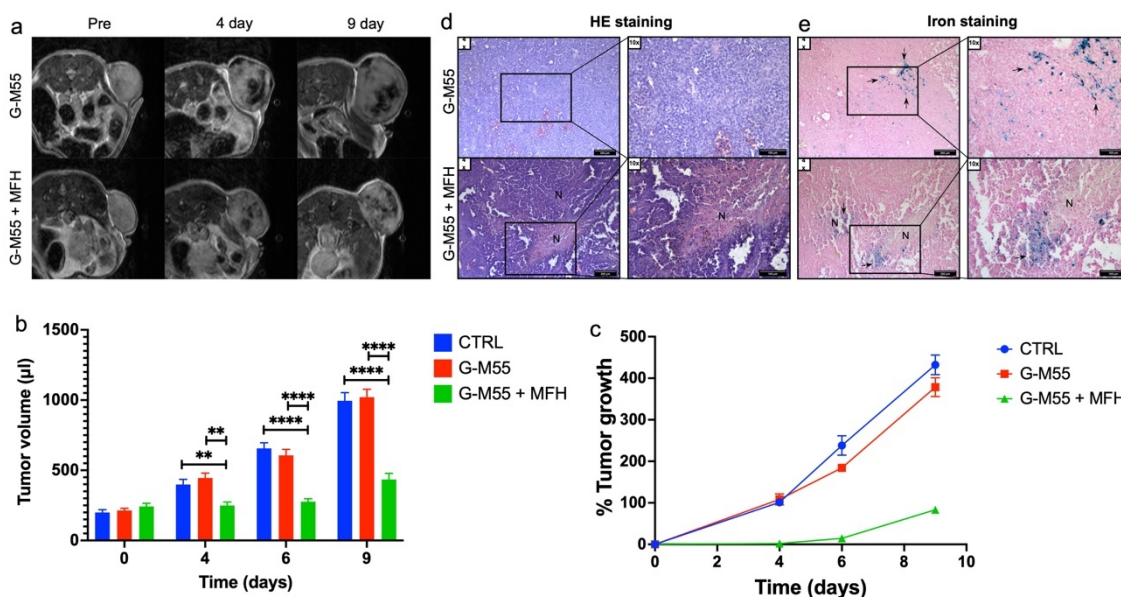 a
Pre
4 day
9 day
G-M55
G-M55 + MFH
d
HE staining
G-M55
G-M55 + MFH
4x
10x
N
N
e
Iron staining
4x
10x
N
N
N
b
Tumor volume (µl)
1500
1000
500
0
**
**
****
****
****
****
0
4
6
9
Time (days)
CTRL
G-M55
G-M55 + MFH
c
% Tumor growth
500
400
300
200
100
0
0
2
4
6
8
10
Time (days)
CTRL
G-M55
G-M55 + MFH